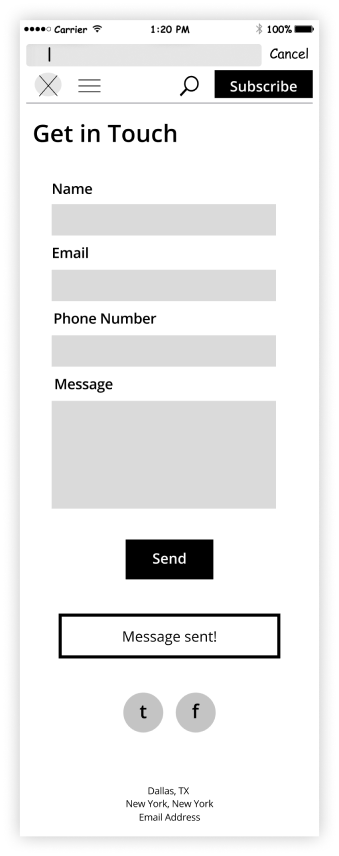 Carrier 1:20 PM 100%
Cancel
Subscribe
Get in Touch
Name
Email
Phone Number
Message
Send
Message sent!
t f
Dallas, TX
New York, New York
Email Address